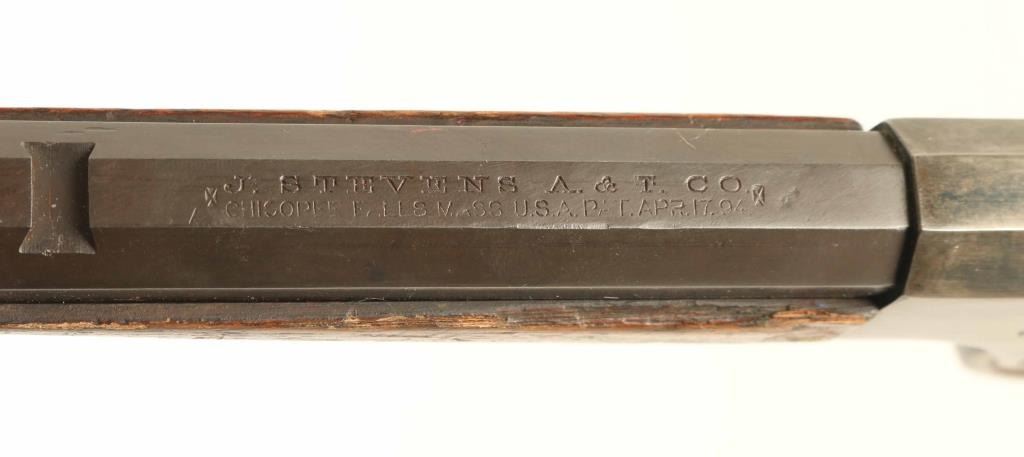 J. STEVENS A. & T. CO.
CHICOPEE FALLS MASS U.S.A. PAT. APR. 17. 94